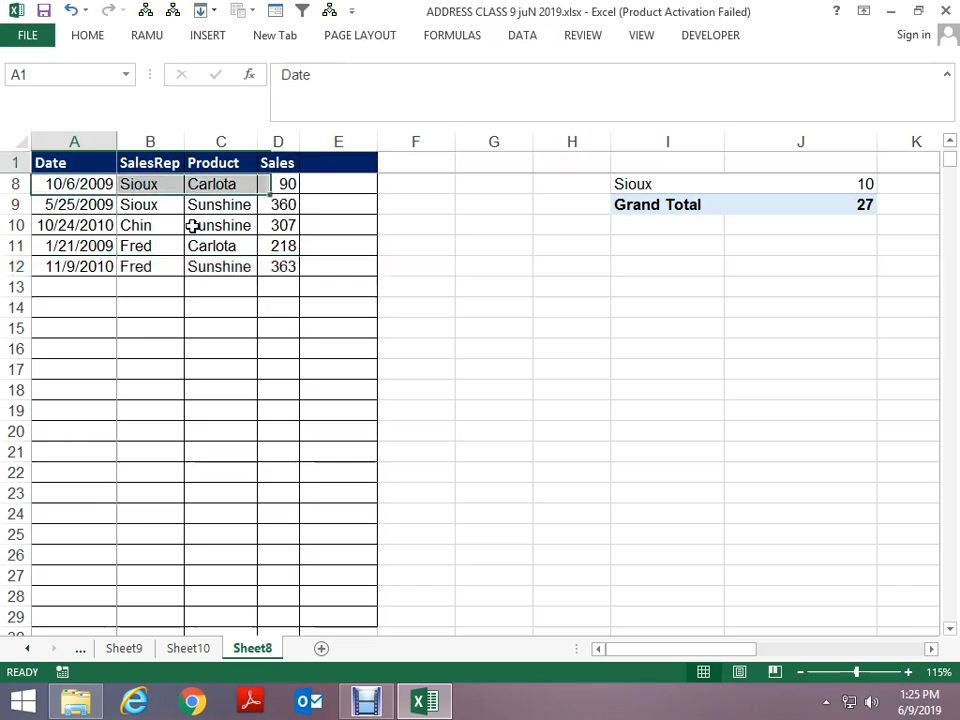 ADDRESS CLASS 9 juN 2019.xlsx - Excel (Product Activation Failed)
FILE HOME RAMU INSERT New Tab PAGE LAYOUT FORMULAS DATA REVIEW VIEW DEVELOPER Sign in
A1 fx Date
A B C D E F G H I J K
1 Date SalesRep Product Sales
8 10/6/2009 Sioux Carlota 90 Sioux 10
9 5/25/2009 Sioux Sunshine 360 Grand Total 27
10 10/24/2010 Chin Sunshine 307
11 1/21/2009 Fred Carlota 218
12 11/9/2010 Fred Sunshine 363
13
14
15
16
17
18
19
20
21
22
23
24
25
26
27
28
29
... Sheet9 Sheet10 Sheet8
READY 115%
1:25 PM
6/9/2019